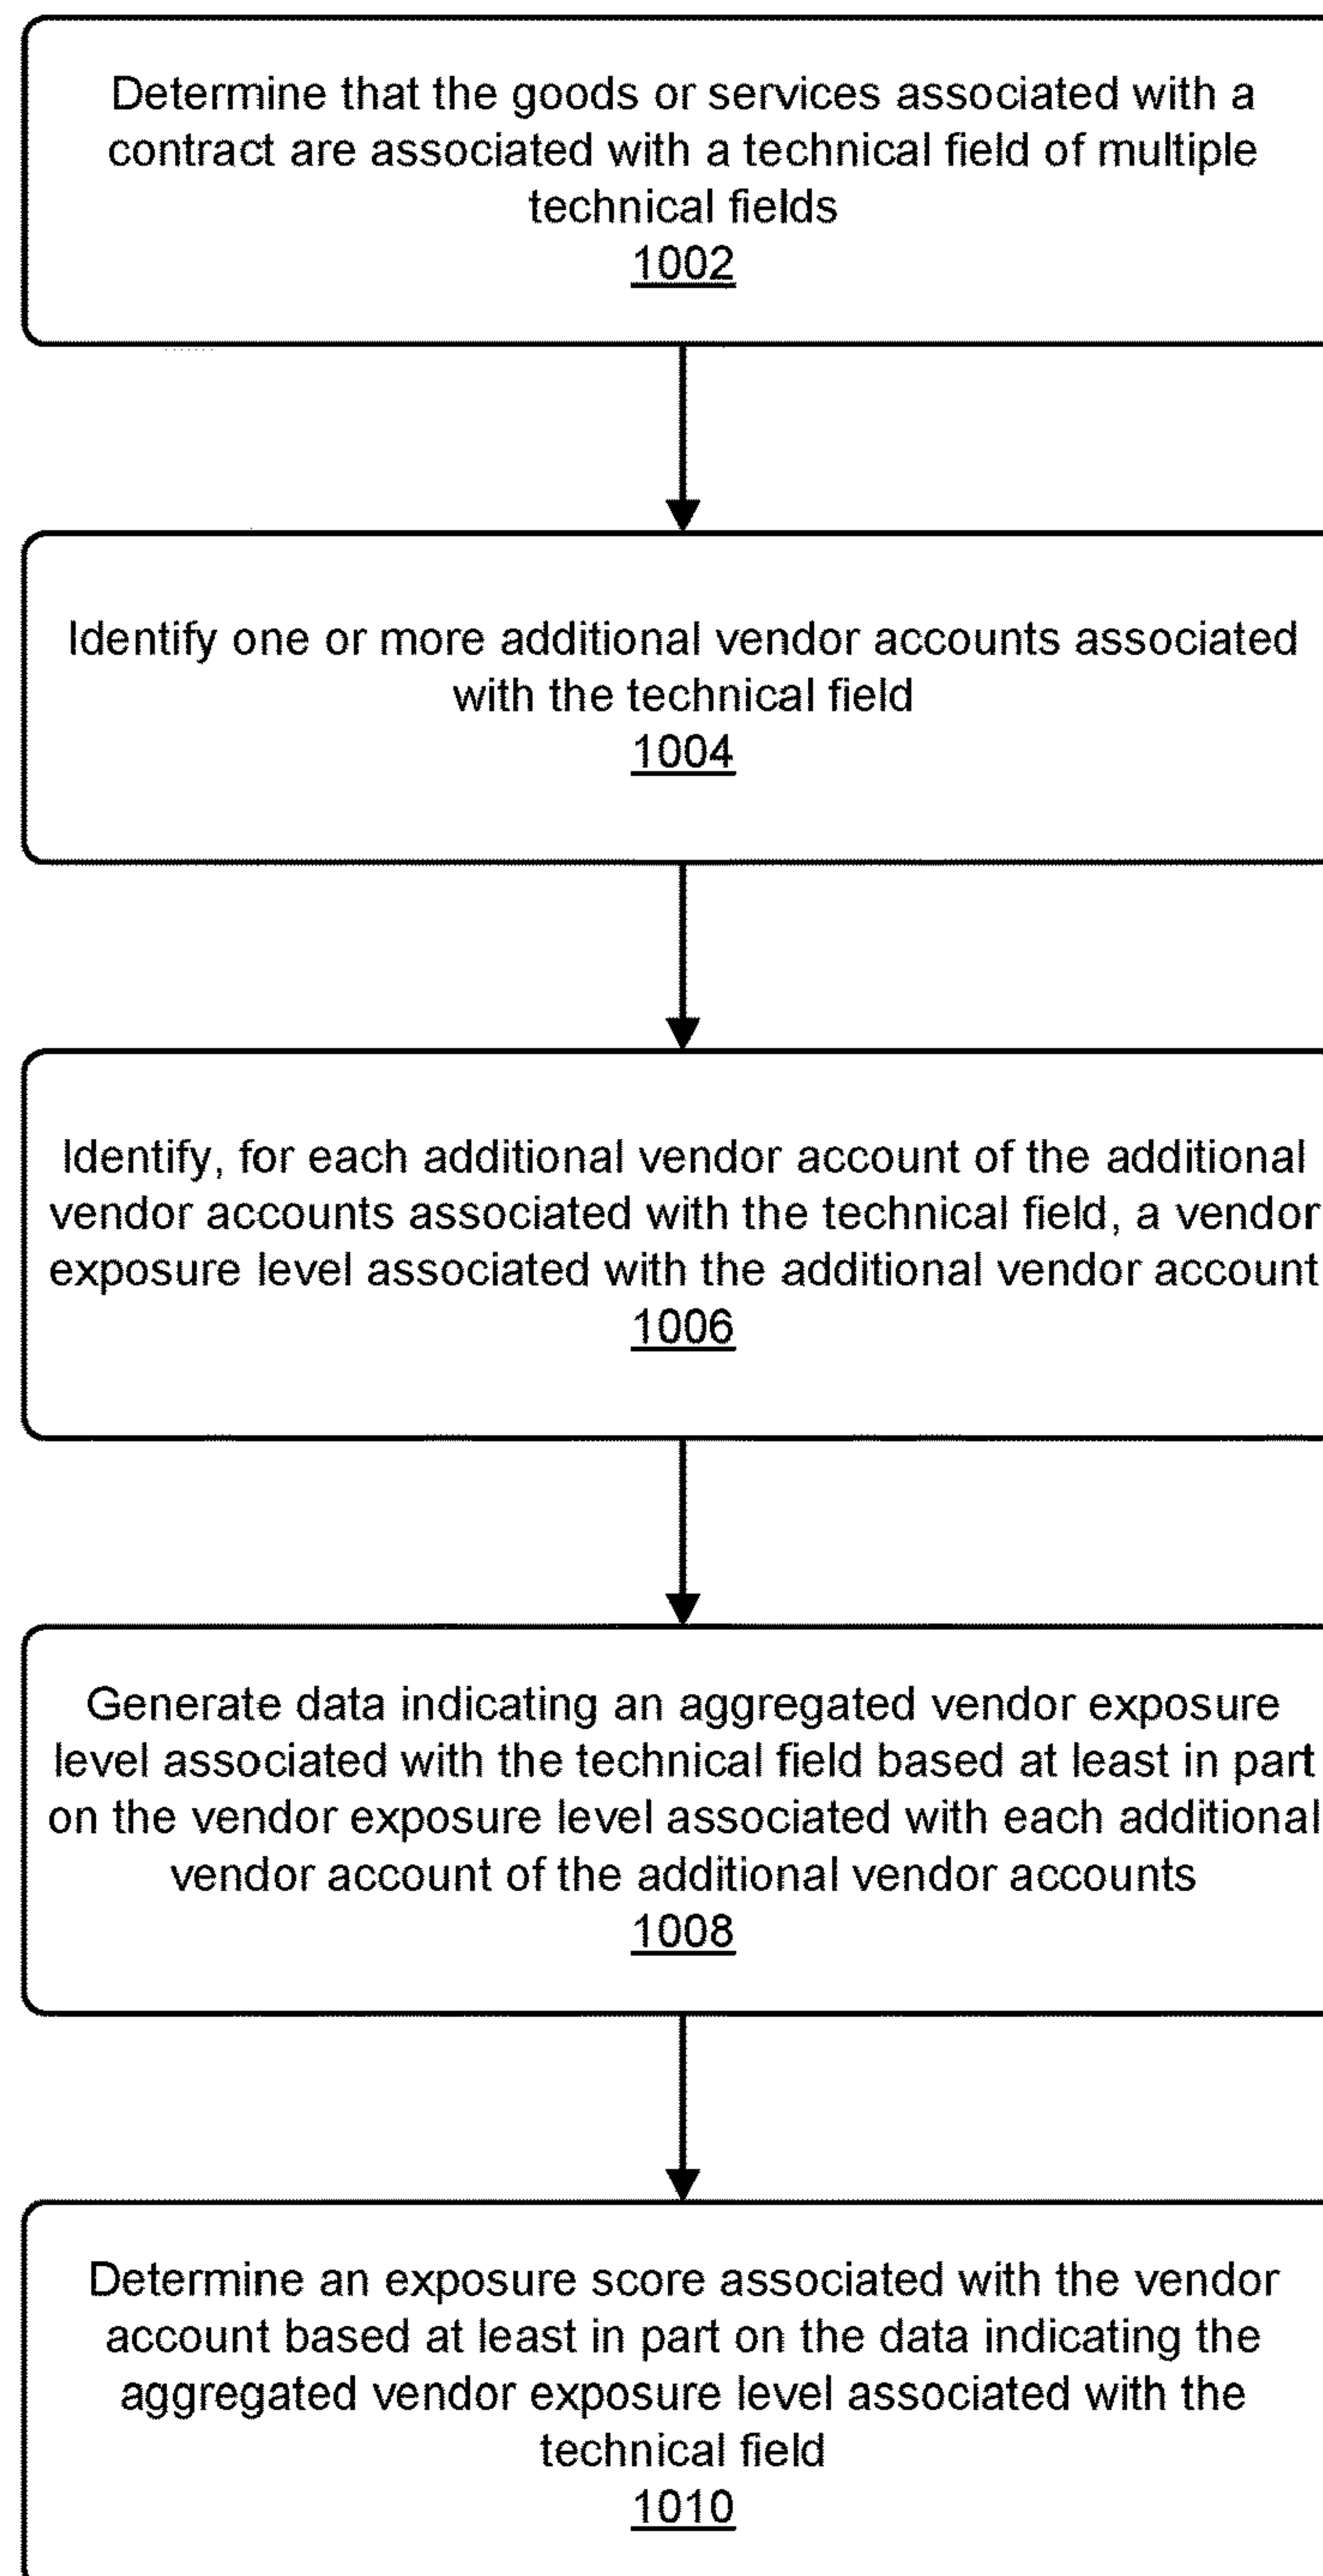 Determine that the goods or services associated with a
contract are associated with a technical field of multiple
technical fields
1002
Identify one or more additional vendor accounts associated
with the technical field
1004
Identify, for each additional vendor account of the additional
vendor accounts associated with the technical field, a vendor
exposure level associated with the additional vendor account
1006
Generate data indicating an aggregated vendor exposure
level associated with the technical field based at least in part
on the vendor exposure level associated with each additional
vendor account of the additional vendor accounts
1008
Determine an exposure score associated with the vendor
account based at least in part on the data indicating the
aggregated vendor exposure level associated with the
technical field
1010